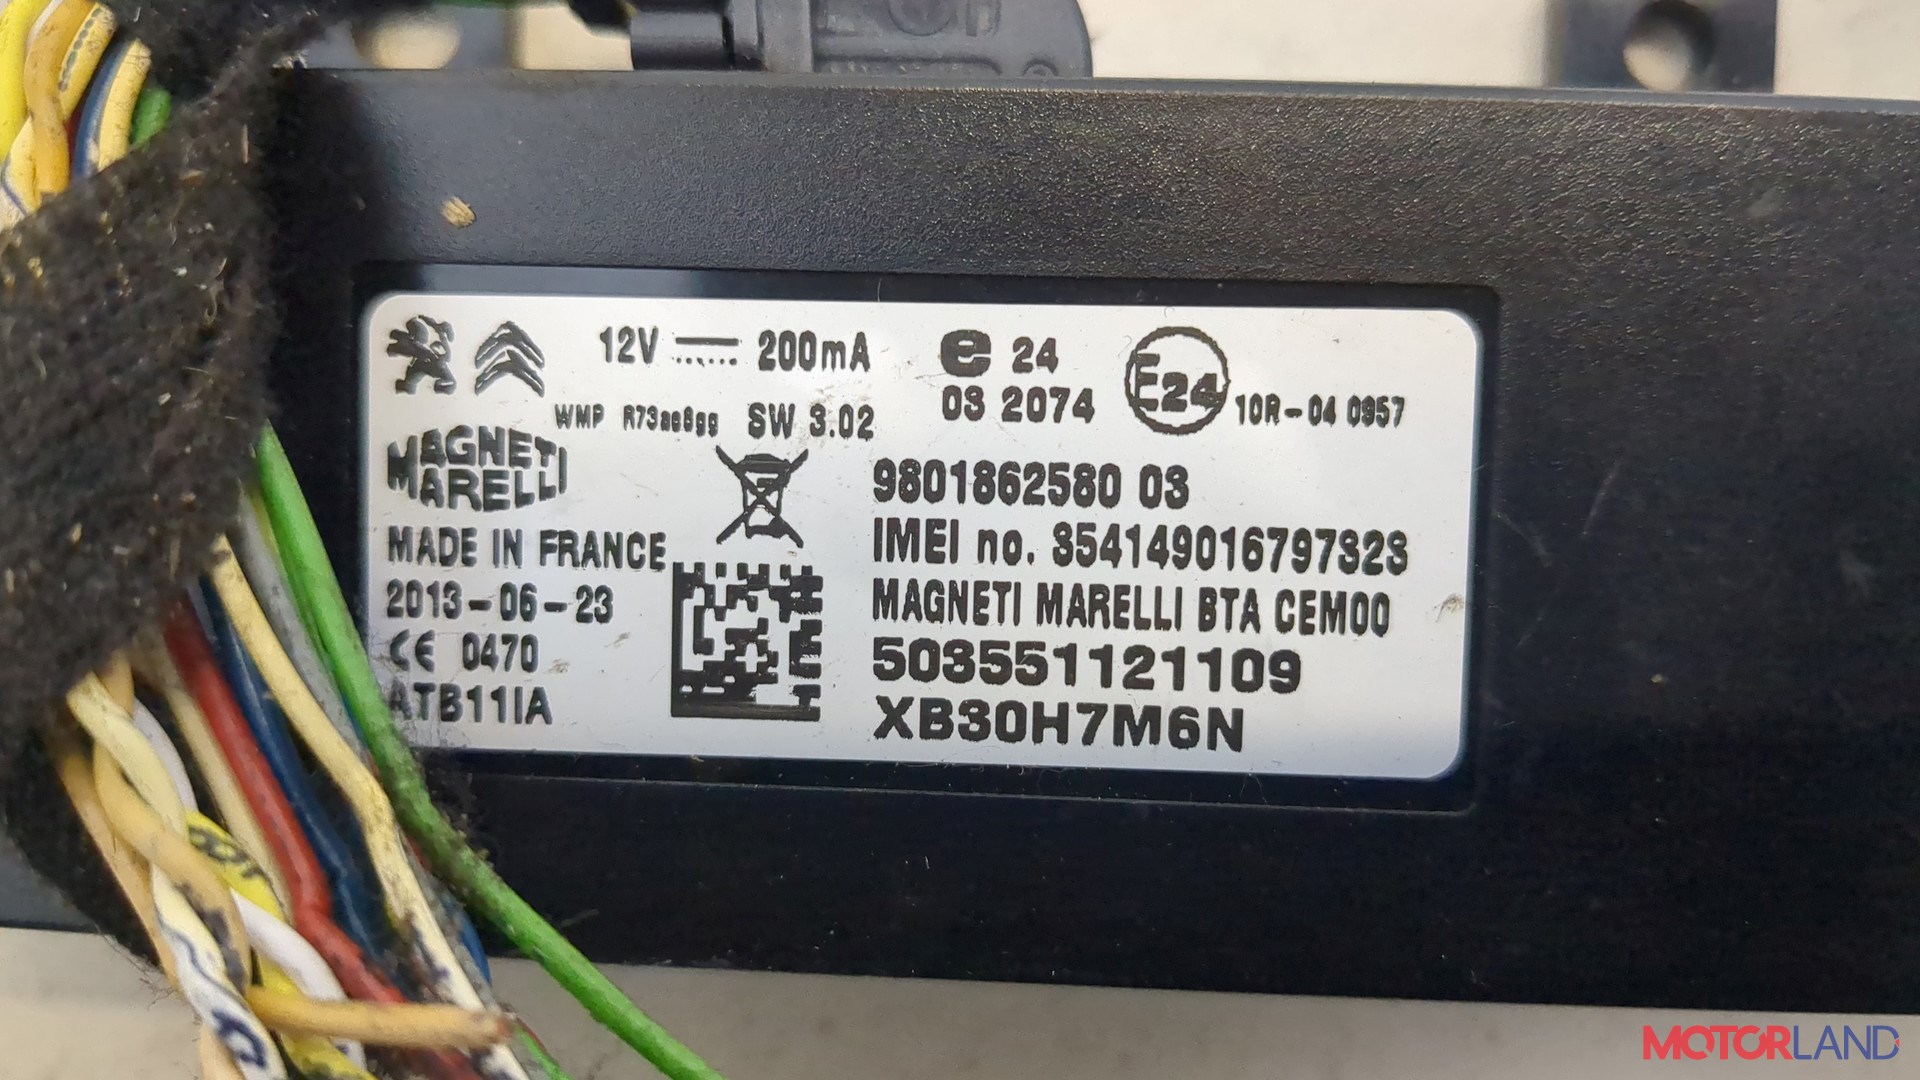 12V 200mA
e 24
03 2074
E24 10R-04 0957
WMP R73ae6gg SW 3.02
MAGNETI
MARELLI
MADE IN FRANCE
2013-06-23
CE 0470
ATB11IA
9801862580 03
IMEI no. 354149016797323
MAGNETI MARELLI BTA CEM00
503551121109
XB30H7M6N
MOTORLAND